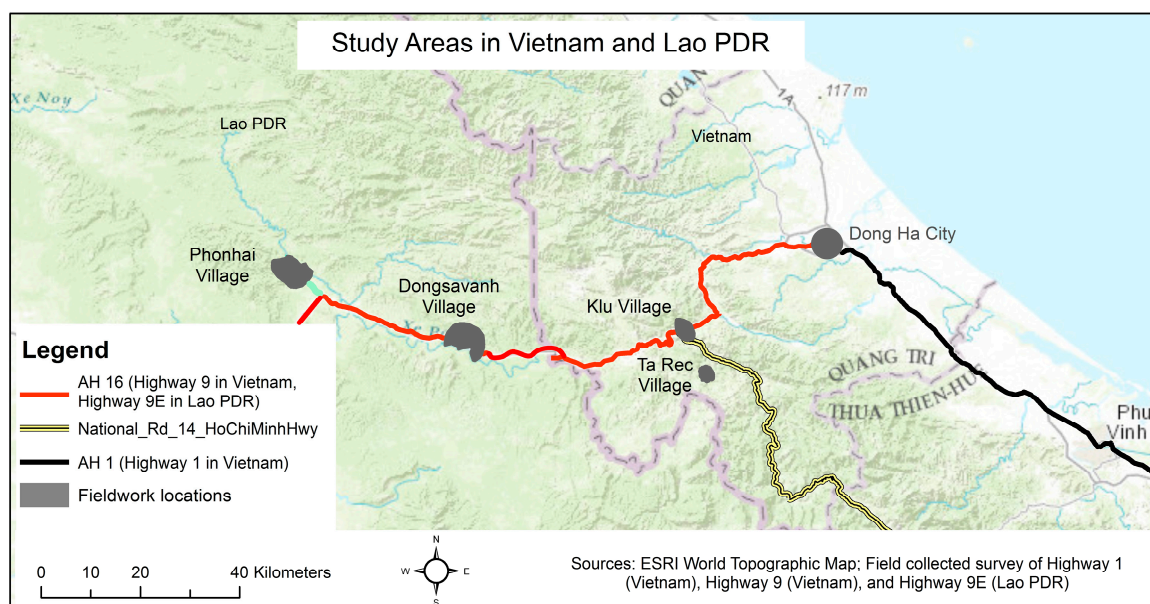 Study Areas in Vietnam and Lao PDR
QUAN
1A
117 m
Xe Noy
Lao PDR
Vietnam
Dong Ha City
Phonhai
Village
Dongsavanh
Village
Klu Village
Ta Rec
Village
QUANG TRI
THUA THIEN-HUE
Phu
Vinh
Legend
AH 16 (Highway 9 in Vietnam,
Highway 9E in Lao PDR)
National_Rd_14_HoChiMinhHwy
AH 1 (Highway 1 in Vietnam)
Fieldwork locations
0 10 20 40 Kilometers
N
W E
S
Sources: ESRI World Topographic Map; Field collected survey of Highway 1
(Vietnam), Highway 9 (Vietnam), and Highway 9E (Lao PDR)